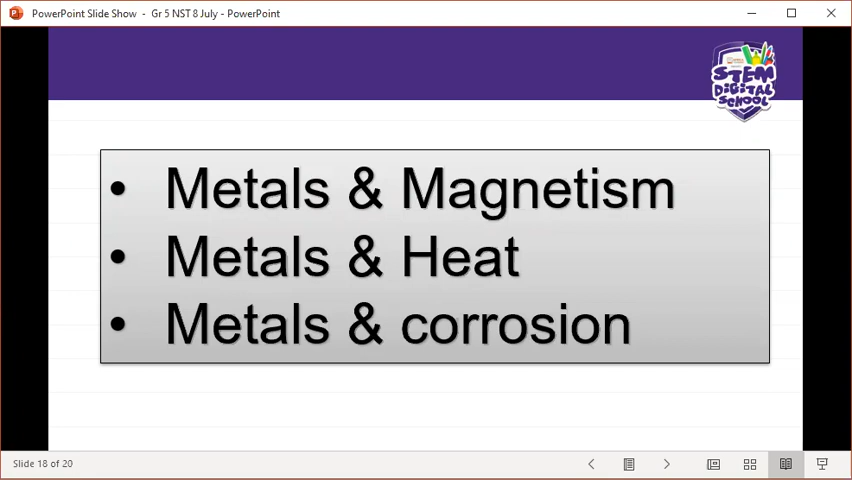 PowerPoint Slide Show - Gr 5 NST 8 July - PowerPoint
STEM
DIGITAL
SCHOOL
• Metals & Magnetism
• Metals & Heat
• Metals & corrosion
Slide 18 of 20